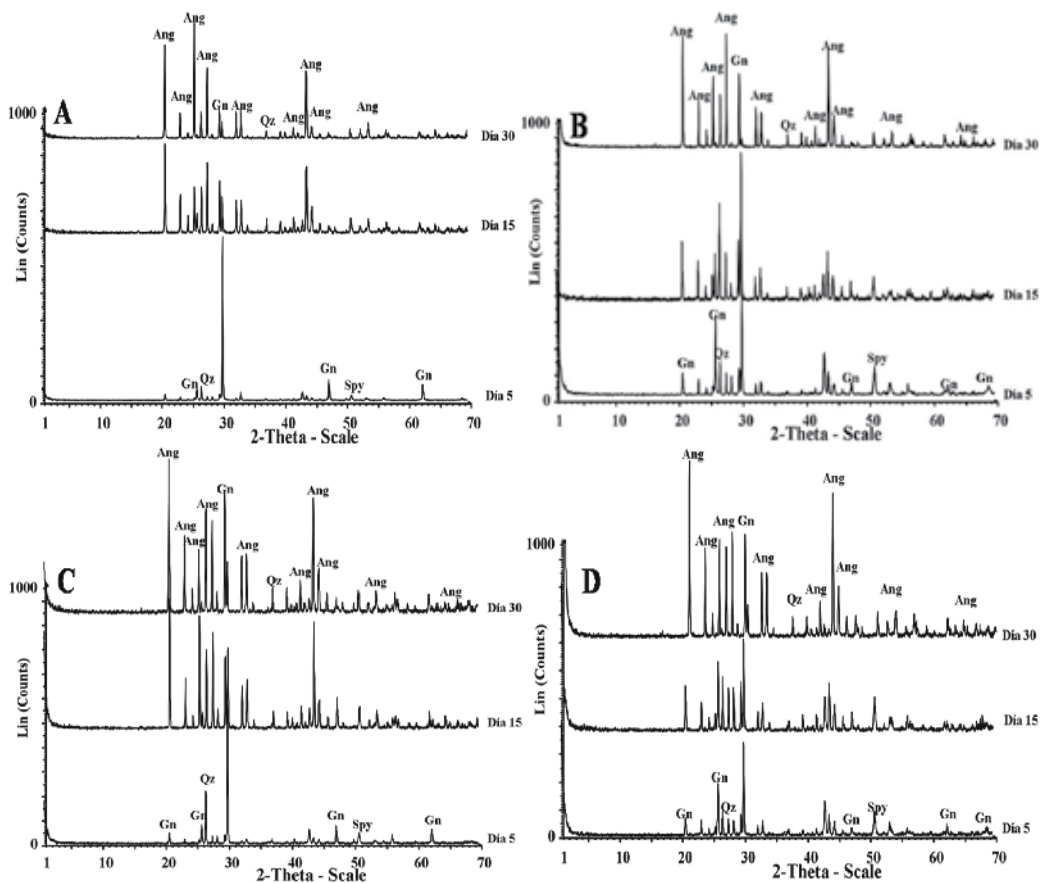 A
Ang
Ang
Ang
Ang
Ang
Gn
Ang
Qz
Ang
Ang
Ang
1000
Dia 30
Dia 15
Gn
Qz
Gn
Spy
Gn
0
Dia 5
Lin (Counts)
1 10 20 30 40 50 60 70
2-Theta - Scale
B
Ang
Ang
Ang
Ang
Ang
Gn
Ang
Qz
Ang
Ang
Ang
Ang
1000
Dia 30
Dia 15
Gn
Qz
Gn
Gn
Spy
Gn
Gn
0
Dia 5
Lin (Counts)
1 10 20 30 40 50 60 70
2-Theta - Scale
C
Ang
Gn
Ang
Ang
Ang
Ang
Ang
Ang
Qz
Ang
Ang
Ang
1000
Dia 30
Dia 15
Qz
Gn
Gn
Gn
Spy
Gn
0
Dia 5
Lin (Counts)
1 10 20 30 40 50 60 70
2-Theta - Scale
D
Ang
Ang
Ang
Gn
Ang
Ang
Ang
Qz
Ang
Ang
Ang
1000
Dia 30
Dia 15
Gn
Gn
Qz
Gn
Spy
Gn
Gn
0
Dia 5
Lin (Counts)
1 10 20 30 40 50 60 70
2-Theta - Scale